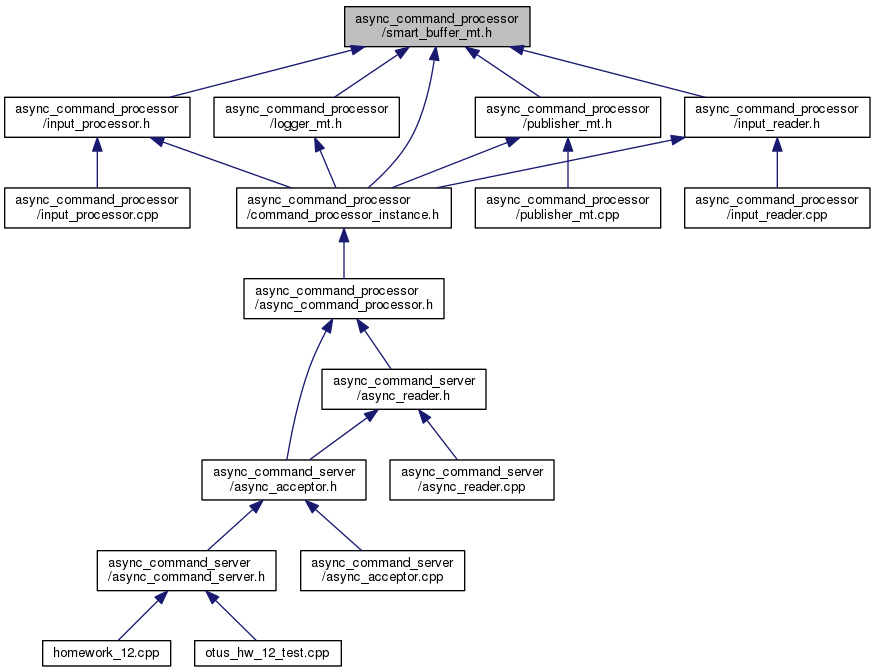 async_command_processor
/smart_buffer_mt.h
async_command_processor
/input_processor.h
async_command_processor
/logger_mt.h
async_command_processor
/publisher_mt.h
async_command_processor
/input_reader.h
async_command_processor
/input_processor.cpp
async_command_processor
/command_processor_instance.h
async_command_processor
/publisher_mt.cpp
async_command_processor
/input_reader.cpp
async_command_processor
/async_command_processor.h
async_command_server
/async_reader.h
async_command_server
/async_acceptor.h
async_command_server
/async_reader.cpp
async_command_server
/async_command_server.h
async_command_server
/async_acceptor.cpp
homework_12.cpp
otus_hw_12_test.cpp